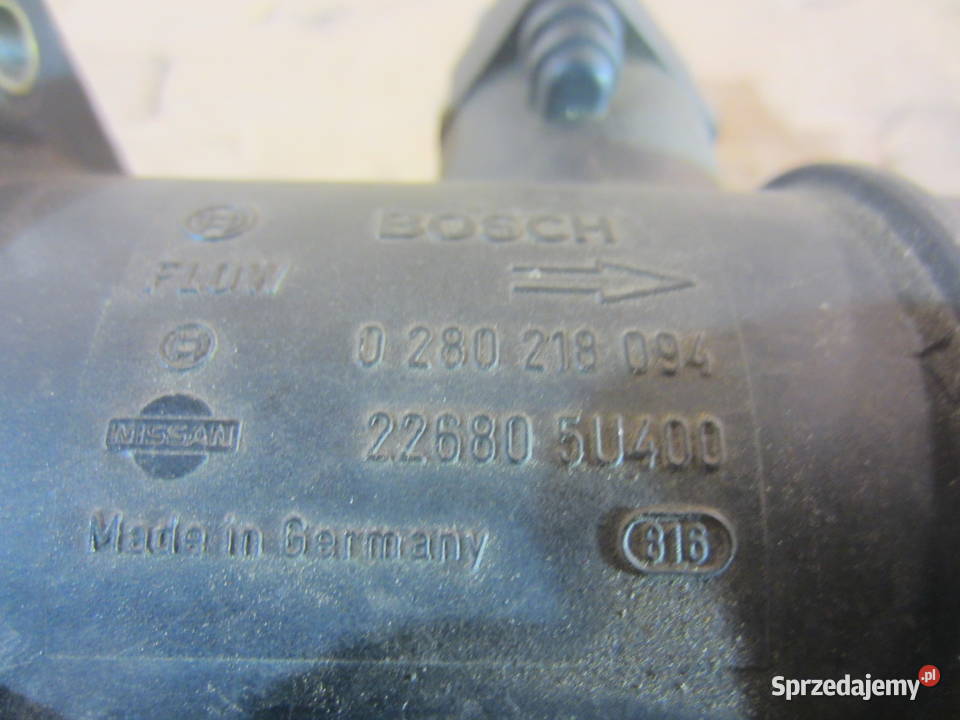 BOSCH
FLOW
0 280 218 094
NISSAN
22680 5U400
Made in Germany
816
Sprzedajemy.pl